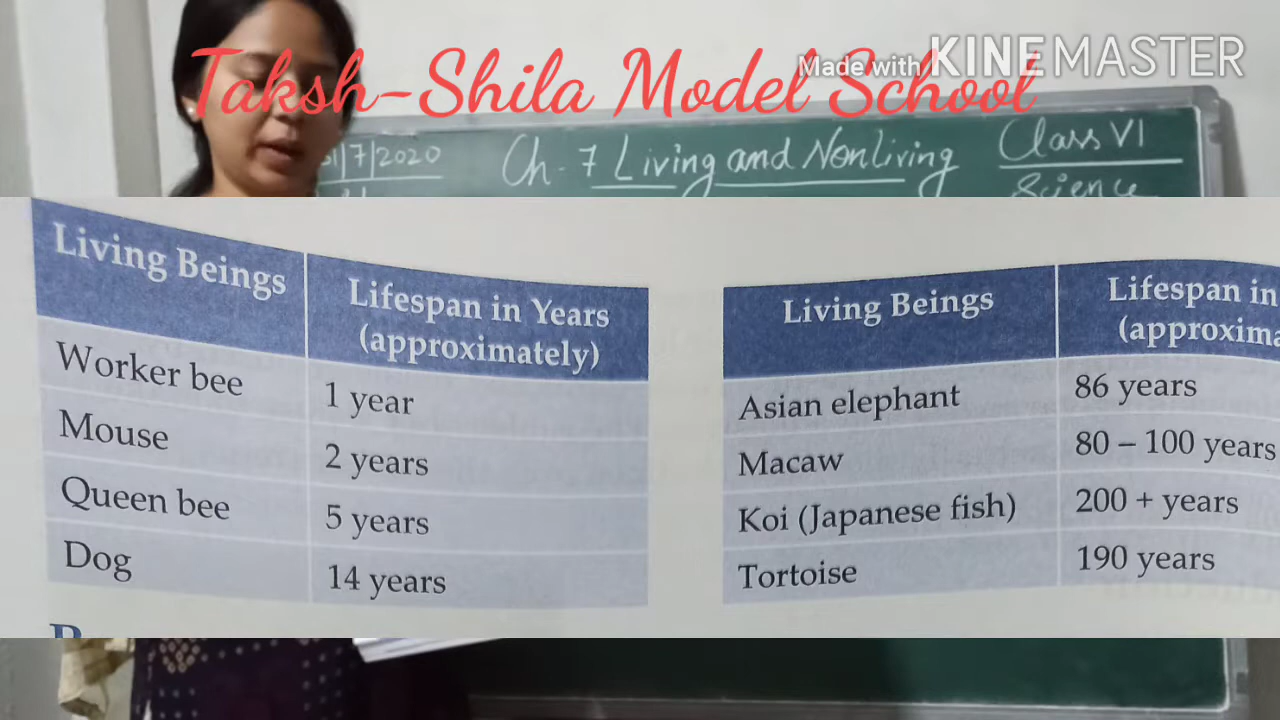 Taksh-Shila Model School
Made with KINEMASTER
31/7/2020
Ch-7 Living and Nonliving
Class VI
Science
Living Beings
Lifespan in Years
(approximately)
Worker bee
1 year
Mouse
2 years
Queen bee
5 years
Dog
14 years
Living Beings
Lifespan in
(approxima
Asian elephant
86 years
Macaw
80 – 100 years
Koi (Japanese fish)
200 + years
Tortoise
190 years